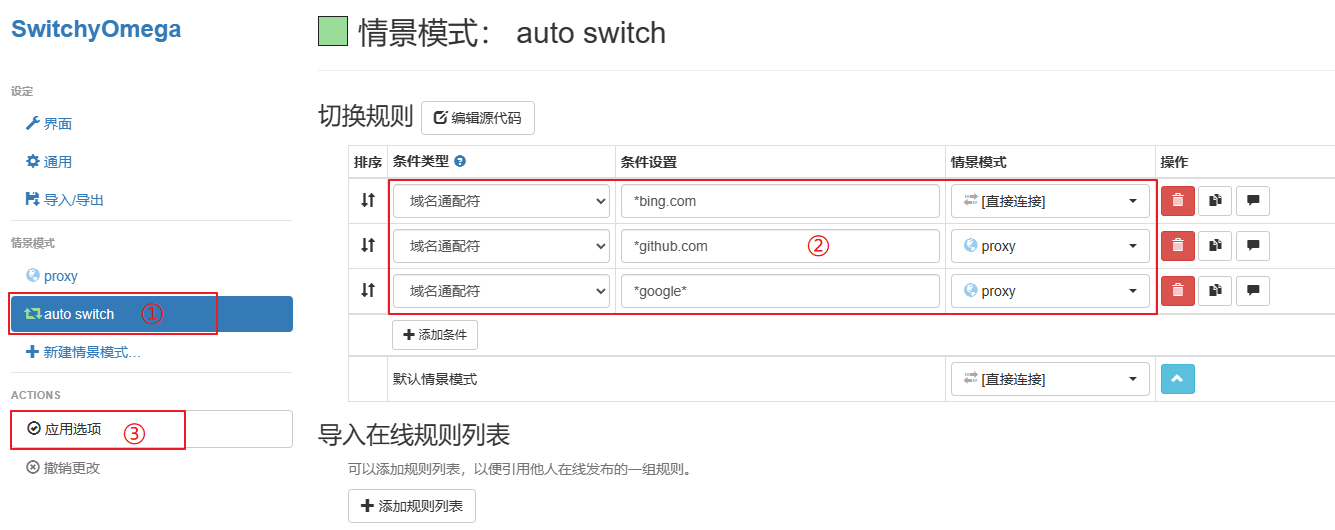 SwitchyOmega
设定
界面
通用
导入/导出
情景模式
proxy
auto switch ①
新建情景模式...
ACTIONS
应用选项 ③
撤销更改
情景模式： auto switch
切换规则 编辑源代码
排序 条件类型 条件设置 情景模式 操作
域名通配符 *bing.com [直接连接]
域名通配符 *github.com ② proxy
域名通配符 *google* proxy
添加条件
默认情景模式 [直接连接]
导入在线规则列表
可以添加规则列表，以便引用他人在线发布的一组规则。
添加规则列表